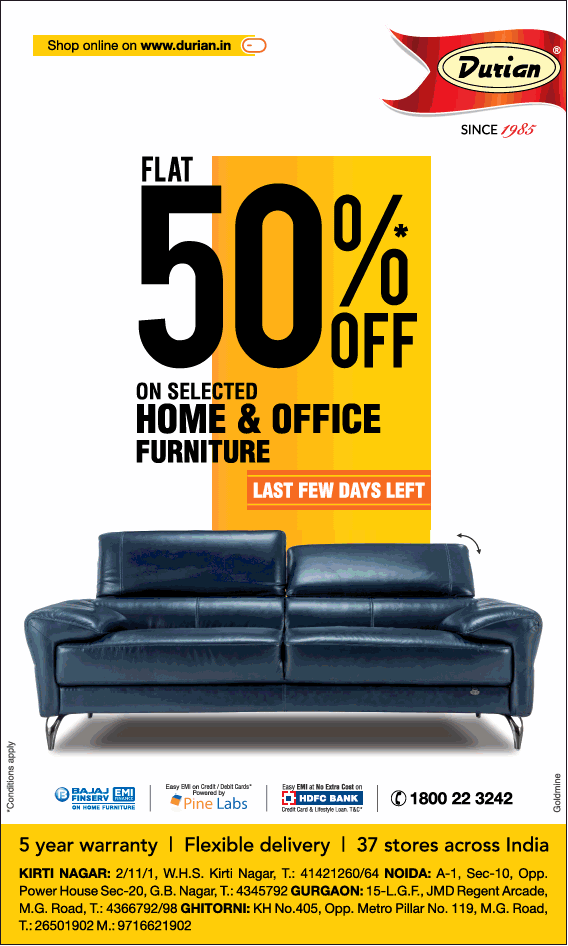 Shop online on www.durian.in
Durian®
SINCE 1985
FLAT
50%*
OFF
ON SELECTED
HOME & OFFICE
FURNITURE
LAST FEW DAYS LEFT
*Conditions apply
BAJAJ FINSERV EMI FINANCE
ON HOME FURNITURE
Easy EMI on Credit / Debit Cards*
Powered by
Pine Labs
Easy EMI at No Extra Cost on
HDFC BANK
Credit Card & Lifestyle Loan. T&C*
1800 22 3242
Goldmine
5 year warranty | Flexible delivery | 37 stores across India
KIRTI NAGAR: 2/11/1, W.H.S. Kirti Nagar, T.: 41421260/64 NOIDA: A-1, Sec-10, Opp.
Power House Sec-20, G.B. Nagar, T.: 4345792 GURGAON: 15-L.G.F., JMD Regent Arcade,
M.G. Road, T.: 4366792/98 GHITORNI: KH No.405, Opp. Metro Pillar No. 119, M.G. Road,
T.: 26501902 M.: 9716621902